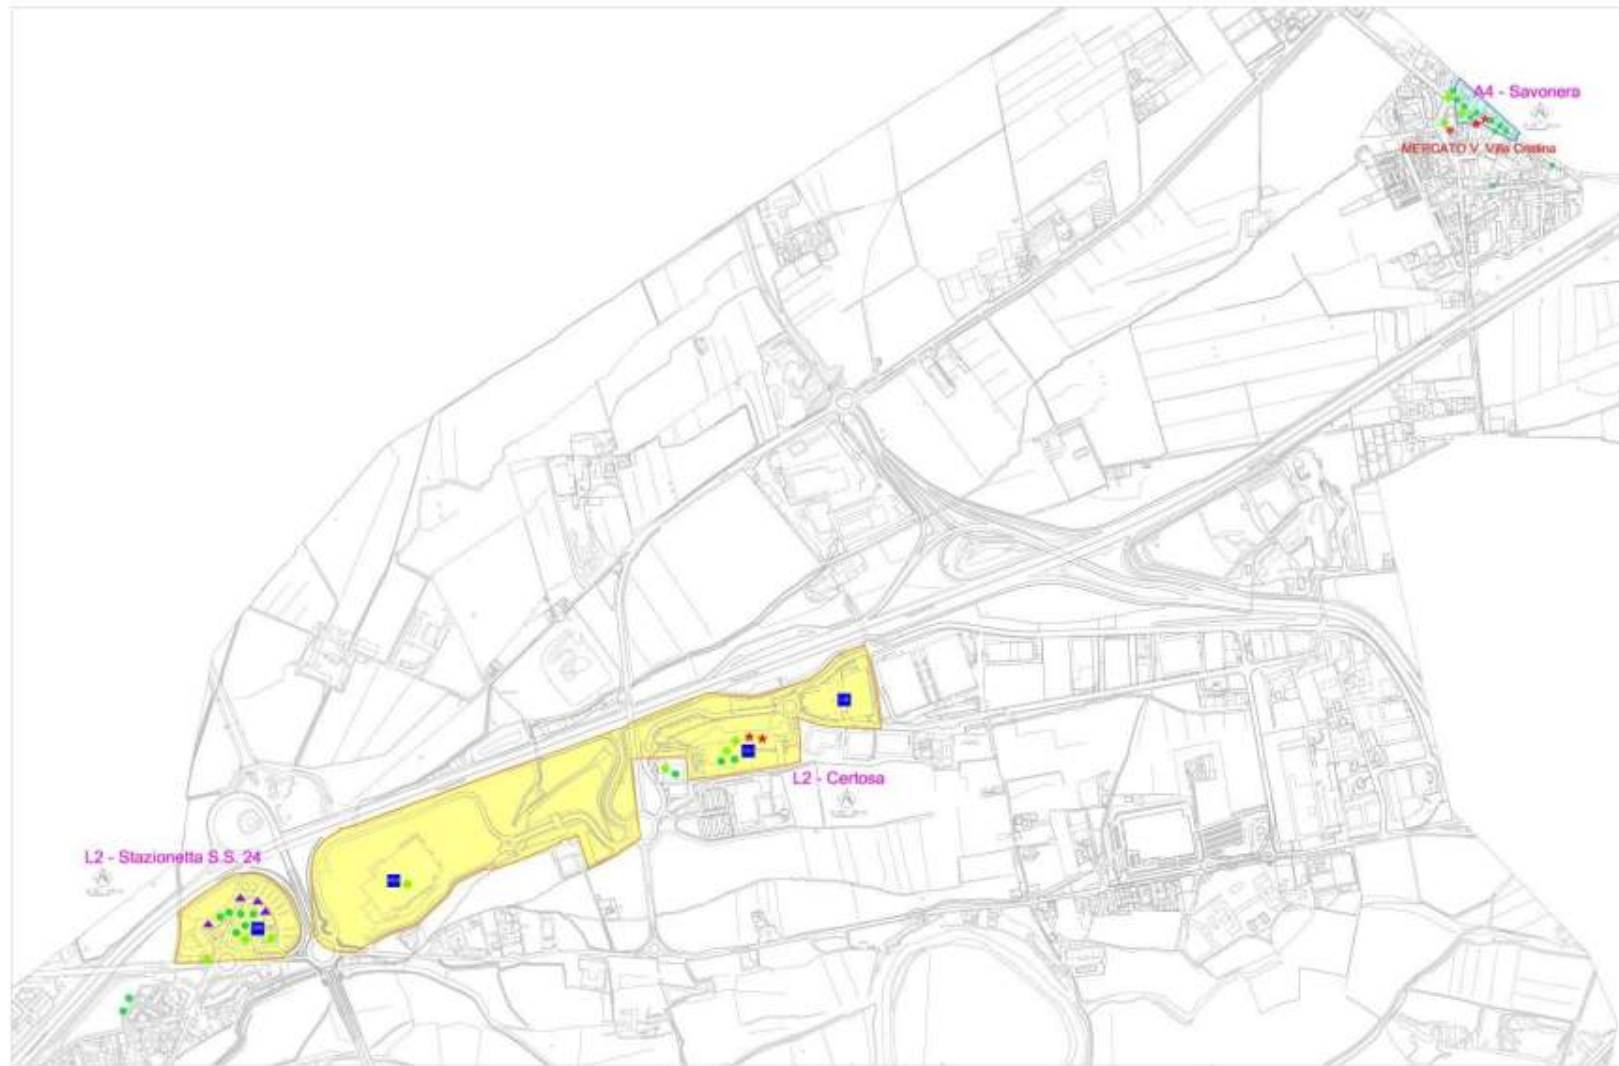 A4 - Savonera
MERCATO V. Villa Cristina
L2 - Certosa
L2 - Stazionetta S.S. 24